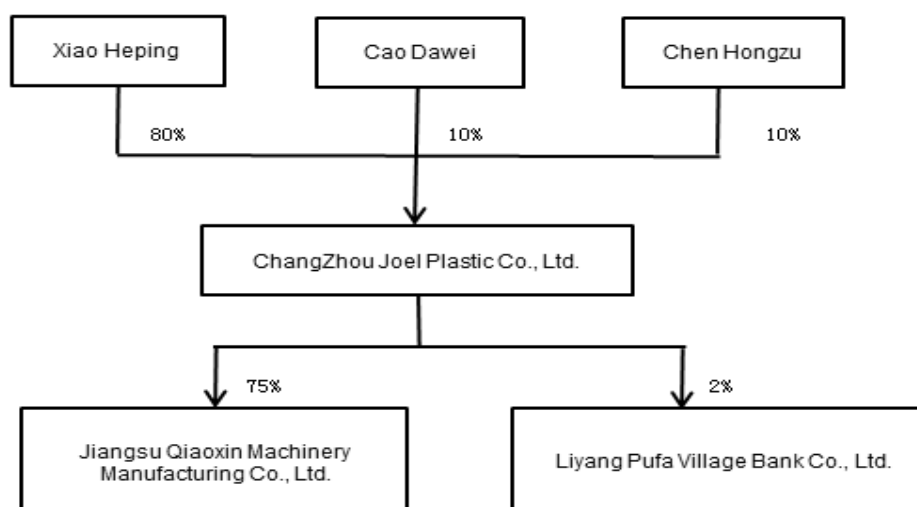 Xiao Heping
Cao Dawei
Chen Hongzu
80%
10%
10%
ChangZhou Joel Plastic Co., Ltd.
75%
2%
Jiangsu Qiaoxin Machinery
Manufacturing Co., Ltd.
Liyang Pufa Village Bank Co., Ltd.